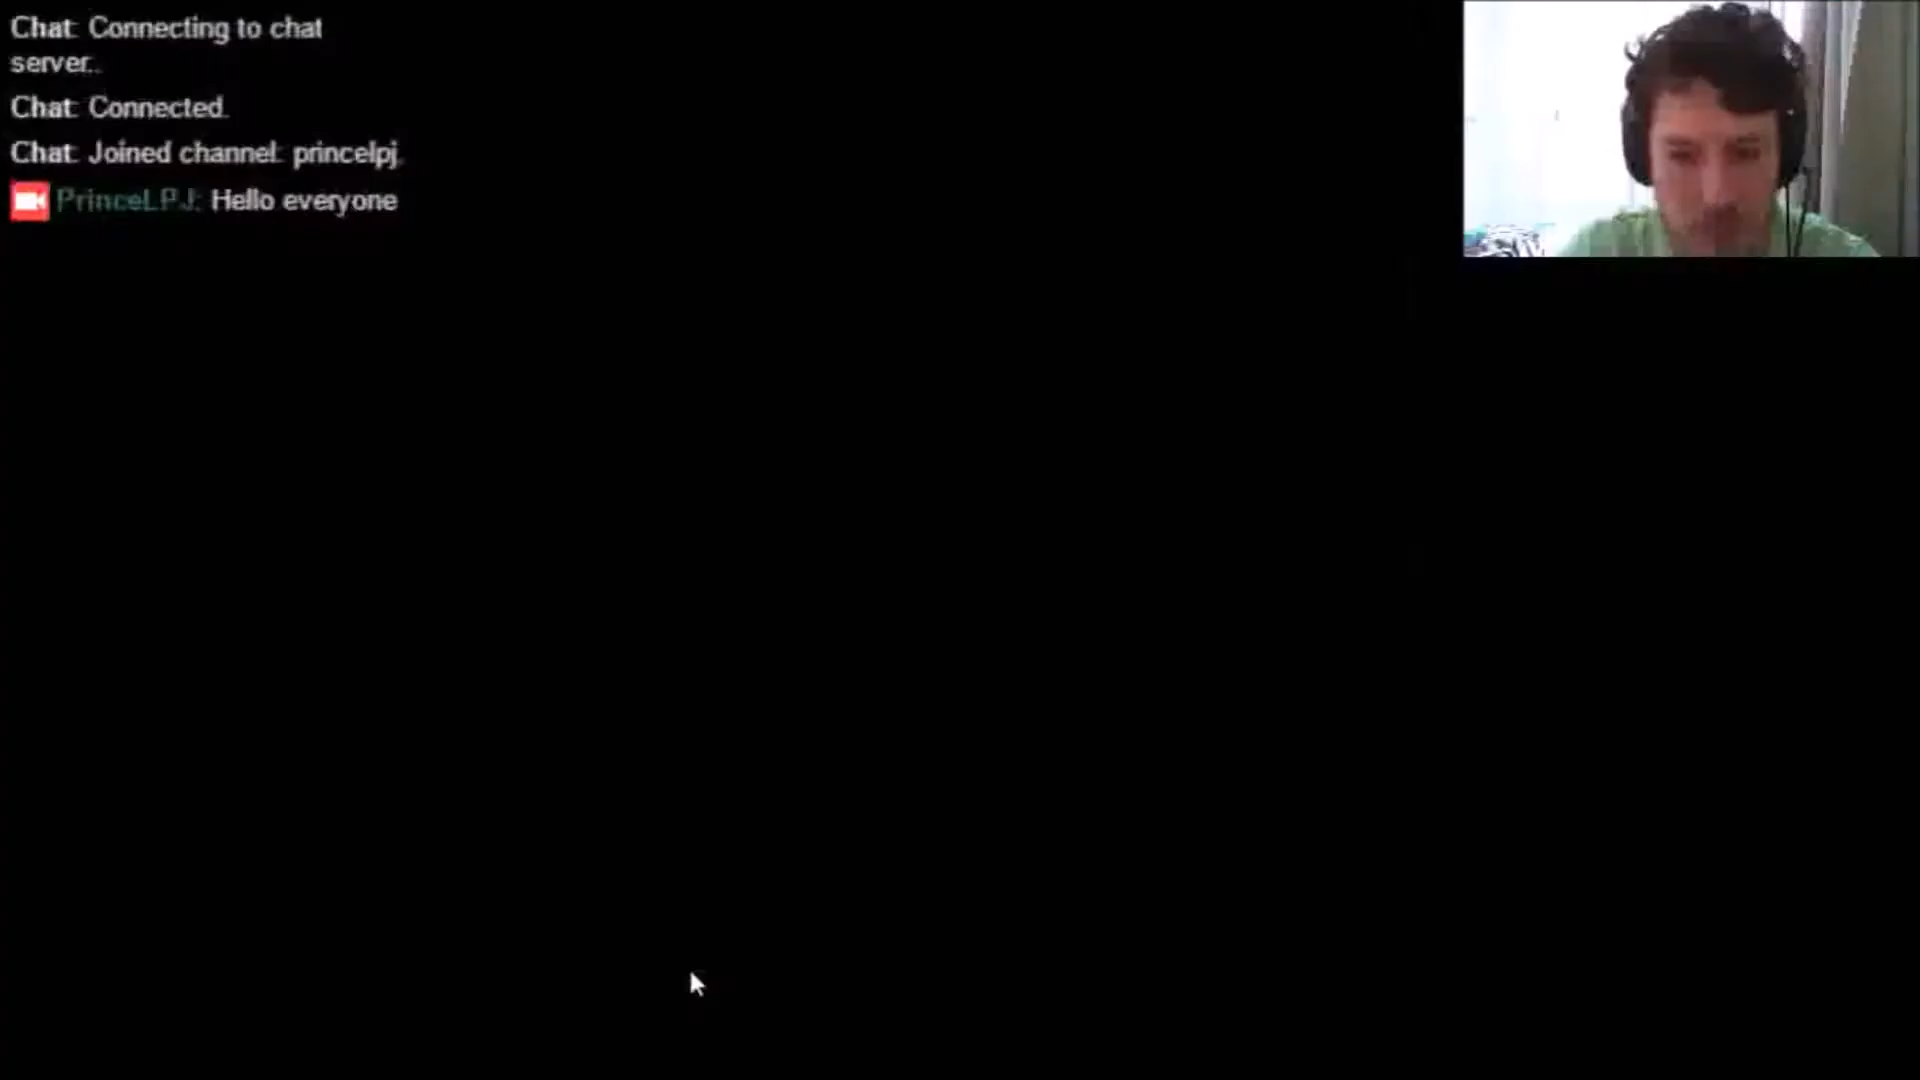 Chat: Connecting to chat
server..
Chat: Connected.
Chat: Joined channel: princelpj.
PrinceLPJ: Hello everyone